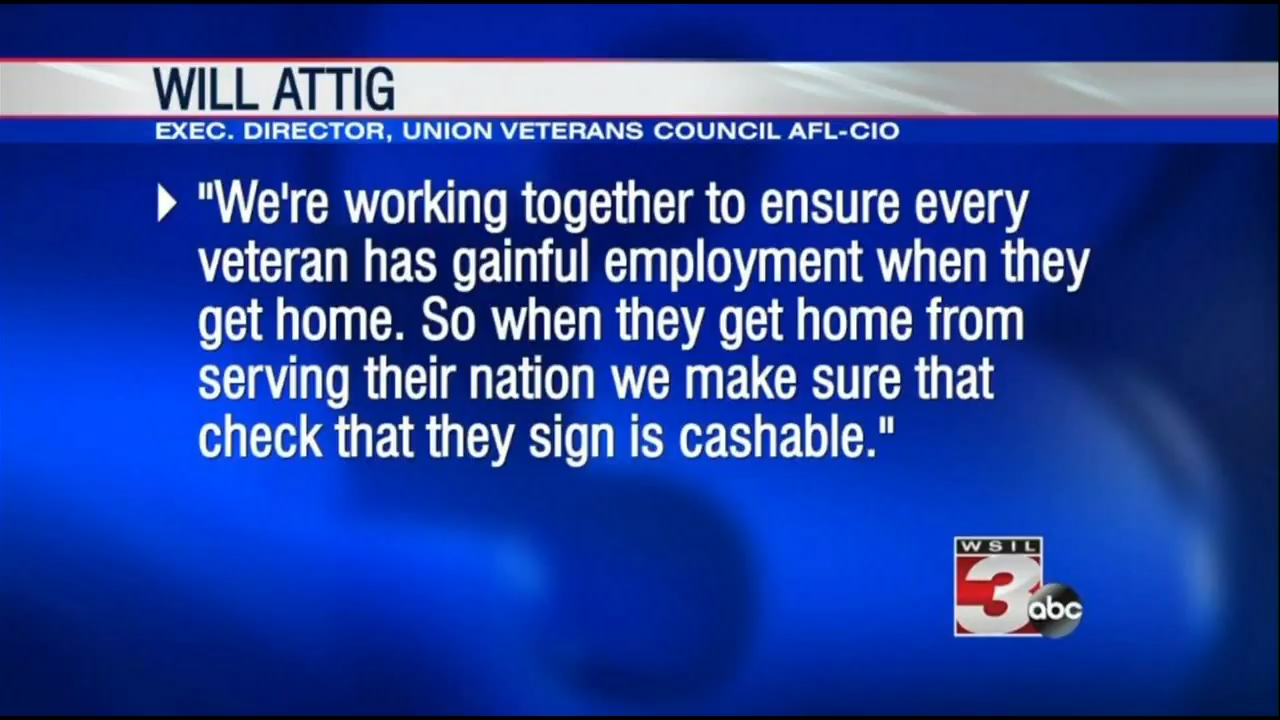 WILL ATTIG
EXEC. DIRECTOR, UNION VETERANS COUNCIL AFL-CIO
"We're working together to ensure every
veteran has gainful employment when they
get home. So when they get home from
serving their nation we make sure that
check that they sign is cashable."
WSIL
3
abc